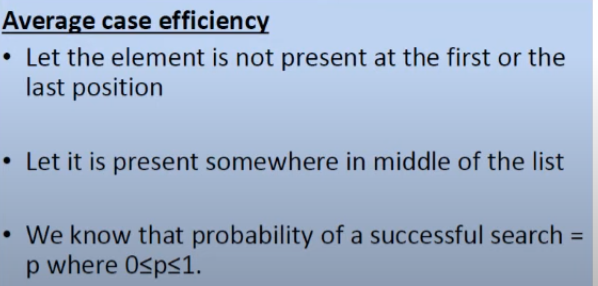 Average case efficiency
• Let the element is not present at the first or the
last position
• Let it is present somewhere in middle of the list
• We know that probability of a successful search =
p where 0≤p≤1.